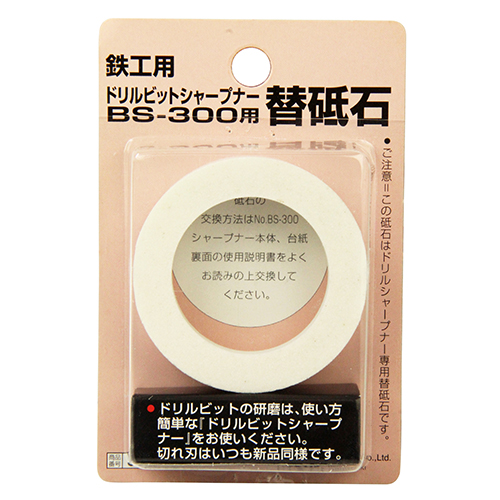 鉄工用
ドリルビットシャープナー
BS-300用
替砥石
●ご注意＝この砥石はドリルシャープナー専用替砥石です。
砥石の
交換方法はNo.BS-300
シャープナー本体、台紙
裏面の使用説明書をよく
お読みの上交換して
ください。
●ドリルビットの研磨は、使い方
簡単な『ドリルビットシャープ
ナー』をお使いください。
切れ刃はいつも新品同様です。
商品
番号
Co.,Ltd.